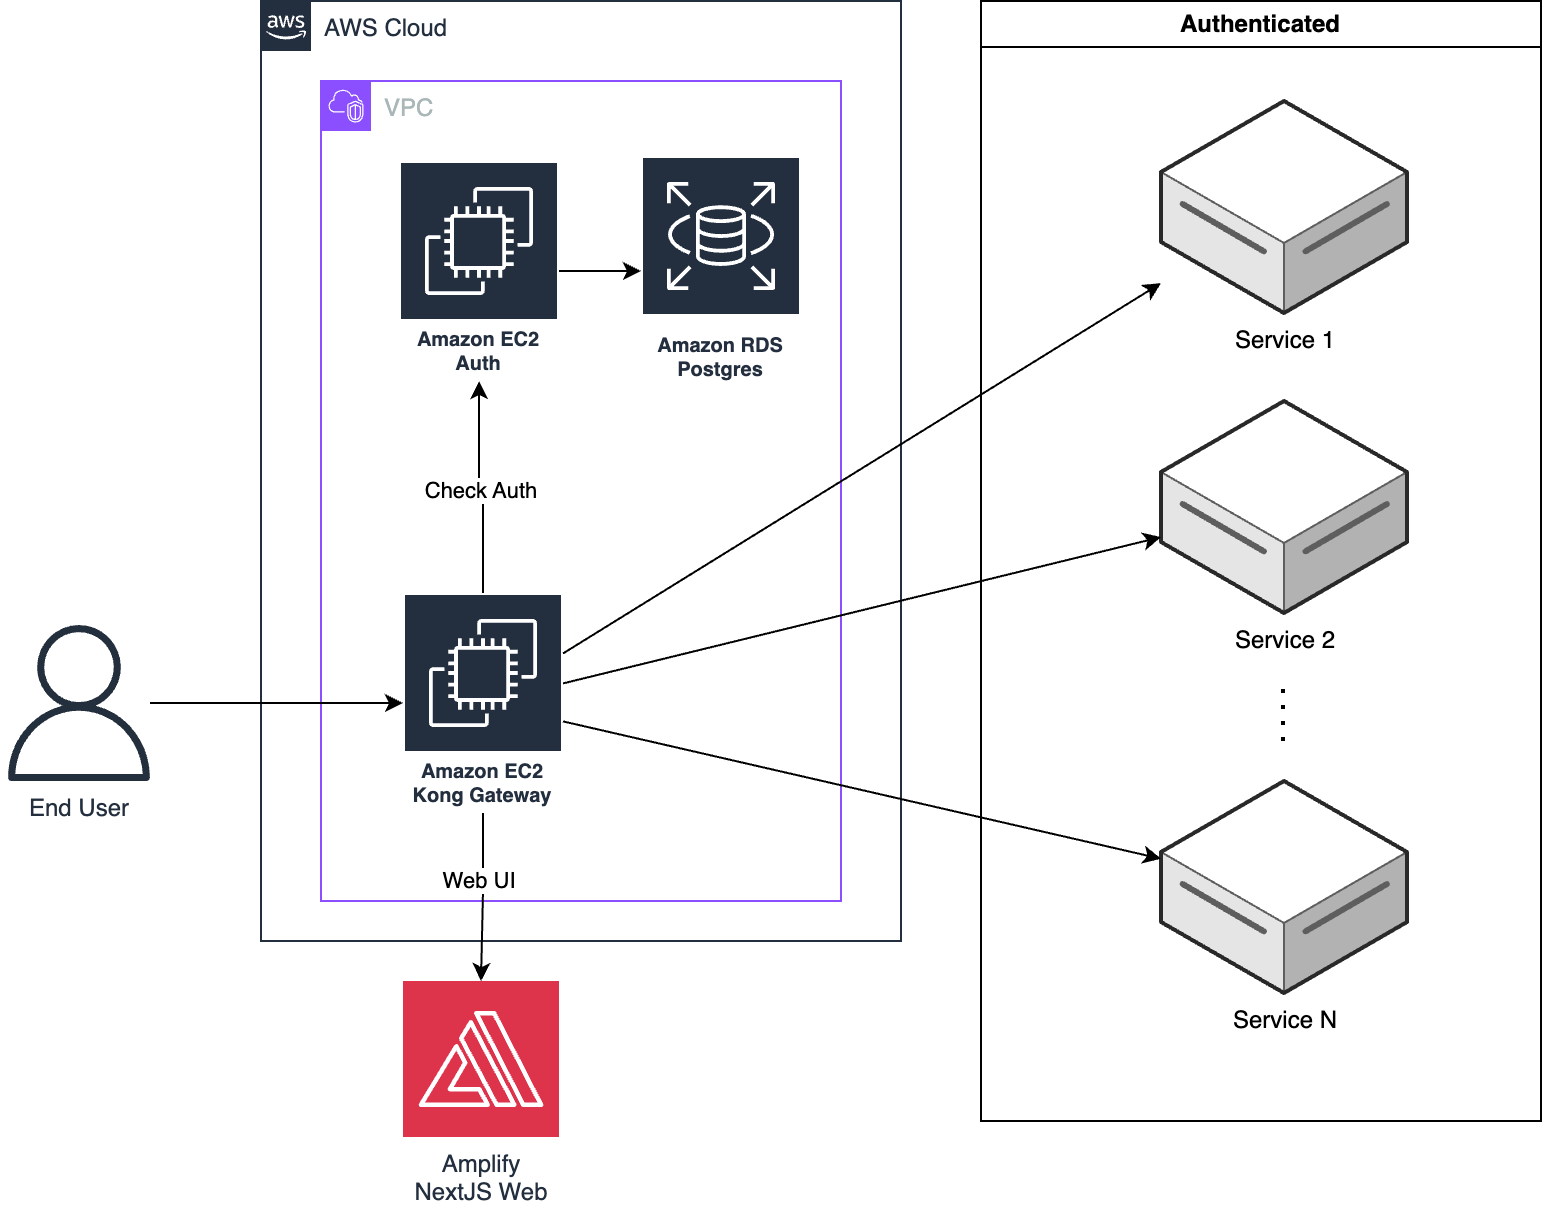 aws
AWS Cloud
VPC
Amazon EC2
Auth
Amazon RDS
Postgres
Check Auth
End User
Amazon EC2
Kong Gateway
Web UI
Amplify
NextJS Web
Authenticated
Service 1
Service 2
Service N